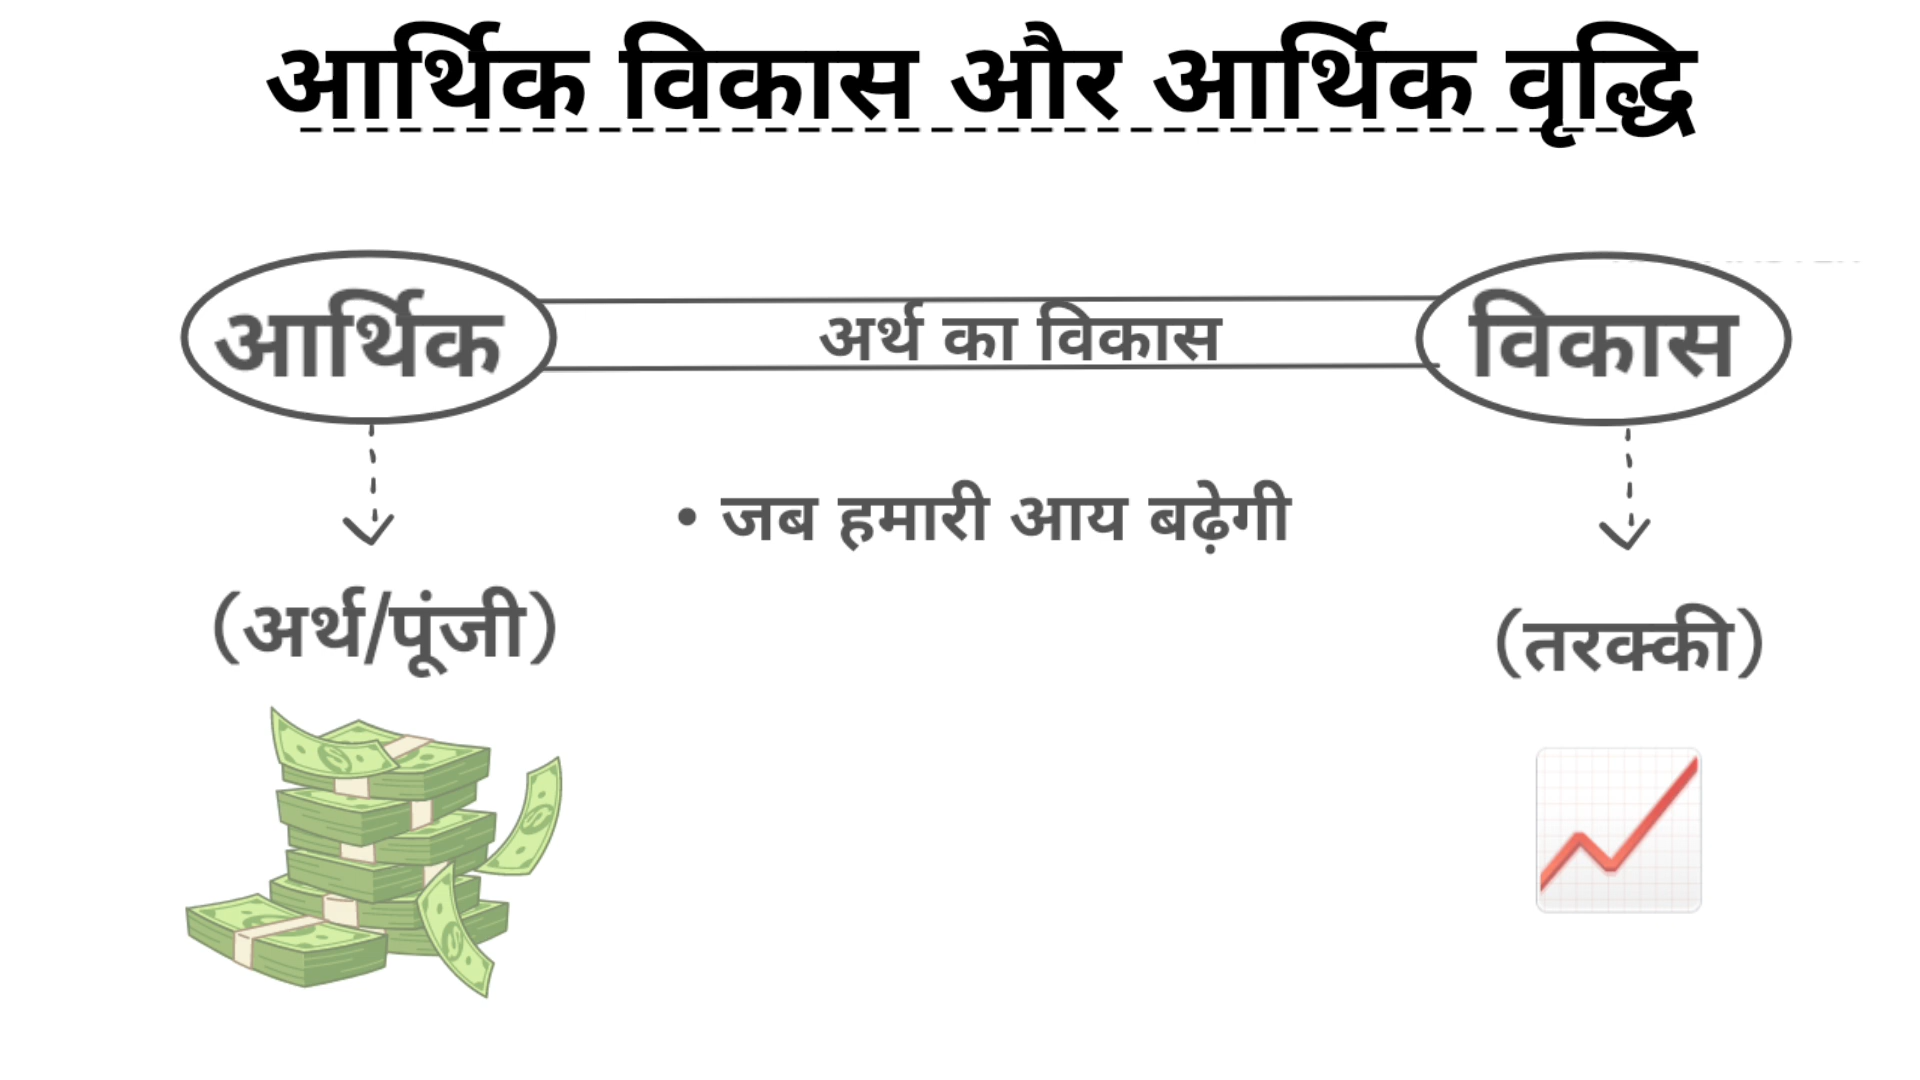 आर्थिक विकास और आर्थिक वृद्धि
आर्थिक
अर्थ का विकास
विकास
• जब हमारी आय बढ़ेगी
(अर्थ/पूंजी)
(तरक्की)